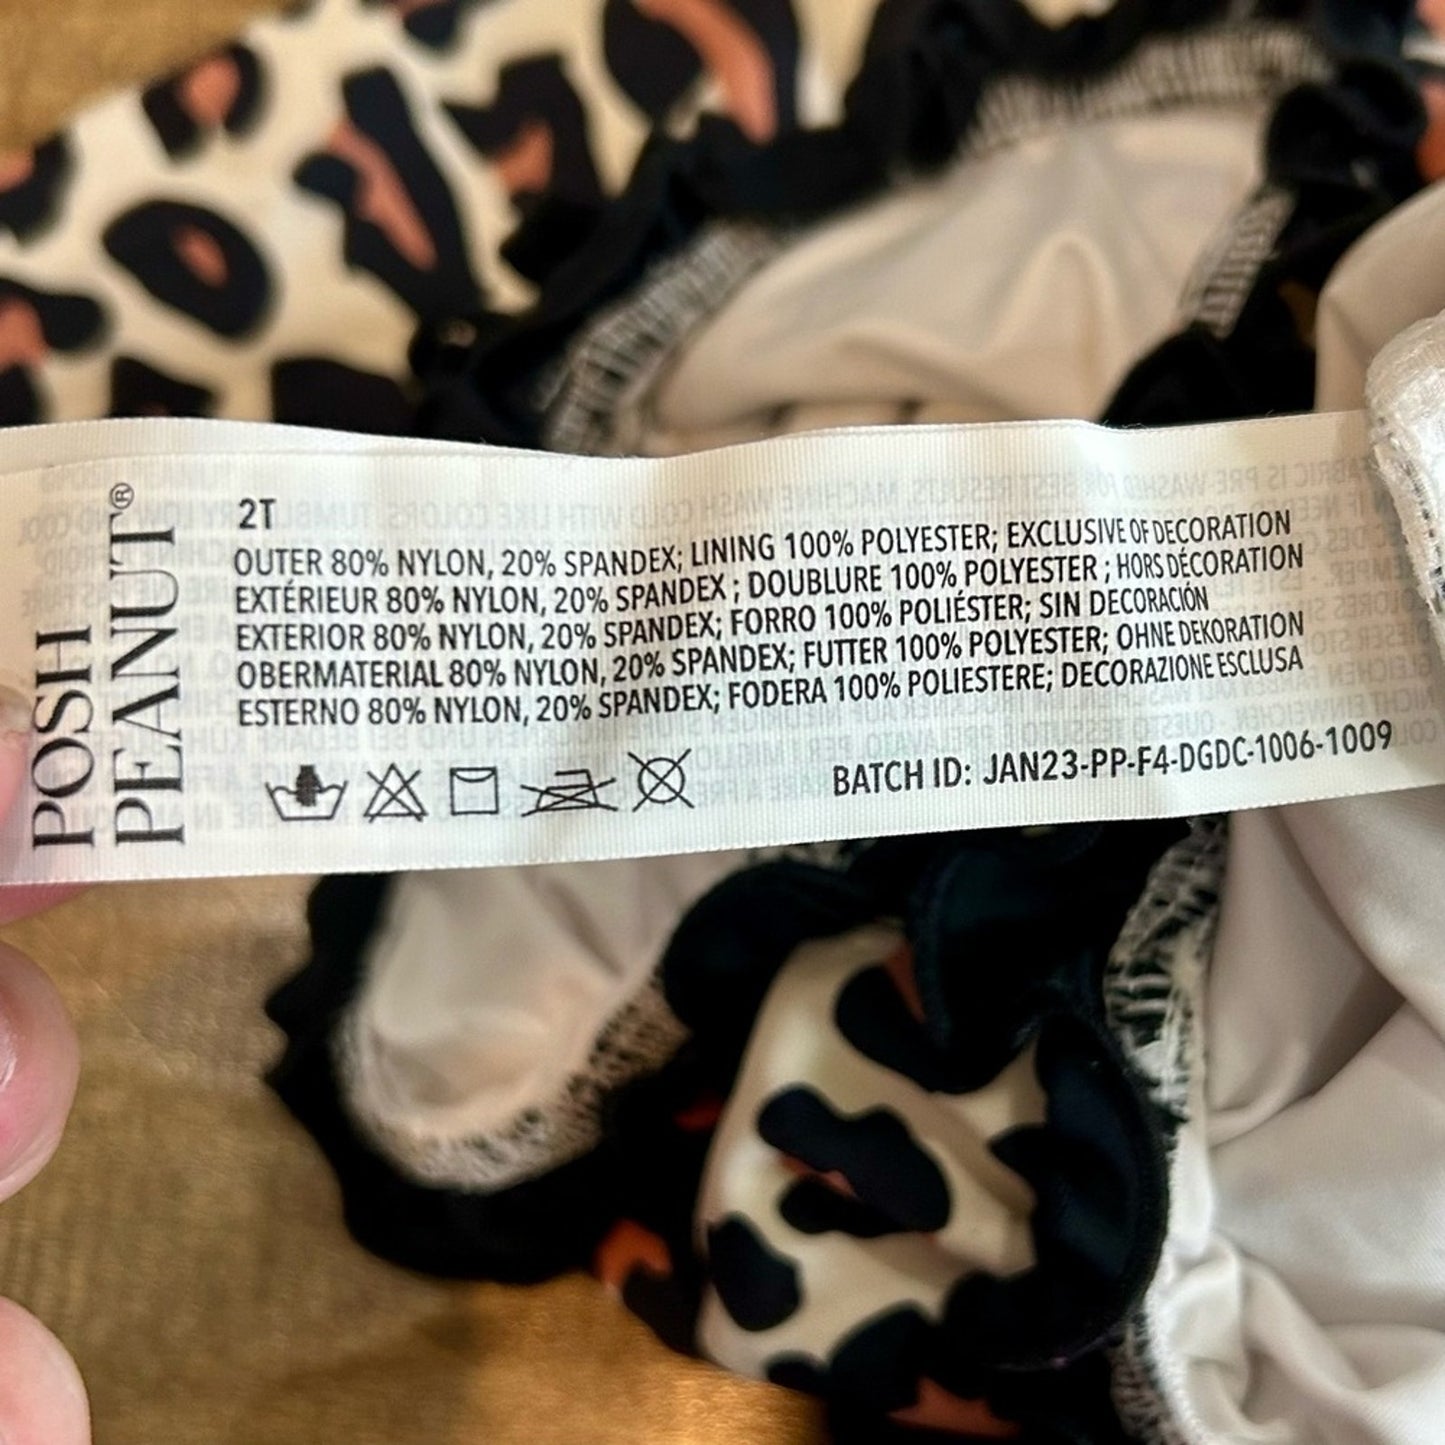 POSH
PEANUT®
2T
OUTER 80% NYLON, 20% SPANDEX; LINING 100% POLYESTER; EXCLUSIVE OF DECORATION
EXTÉRIEUR 80% NYLON, 20% SPANDEX ; DOUBLURE 100% POLYESTER ; HORS DÉCORATION
EXTERIOR 80% NYLON, 20% SPANDEX; FORRO 100% POLIÉSTER; SIN DECORACIÓN
OBERMATERIAL 80% NYLON, 20% SPANDEX; FUTTER 100% POLYESTER; OHNE DEKORATION
ESTERNO 80% NYLON, 20% SPANDEX; FODERA 100% POLIESTERE; DECORAZIONE ESCLUSA
BATCH ID: JAN23-PP-F4-DGDC-1006-1009